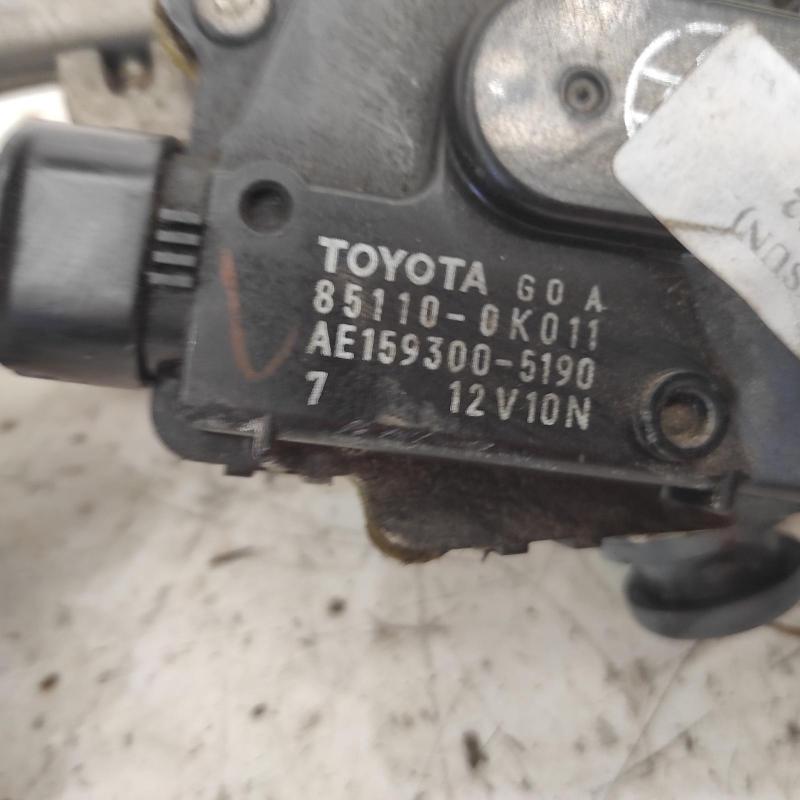 TOYOTA G0A
85110-0K011
AE159300-5190
7 12V10N